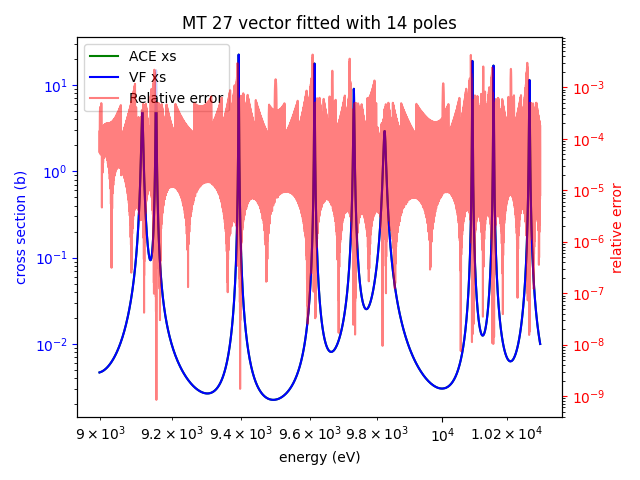 MT 27 vector fitted with 14 poles
ACE xs
VF xs
Relative error
cross section (b)
10¹
10⁰
10⁻¹
10⁻²
10⁻³
10⁻⁴
10⁻⁵
10⁻⁶
10⁻⁷
10⁻⁸
10⁻⁹
relative error
9 × 10³ 9.2 × 10³ 9.4 × 10³ 9.6 × 10³ 9.8 × 10³ 10⁴ 1.02 × 10⁴
energy (eV)